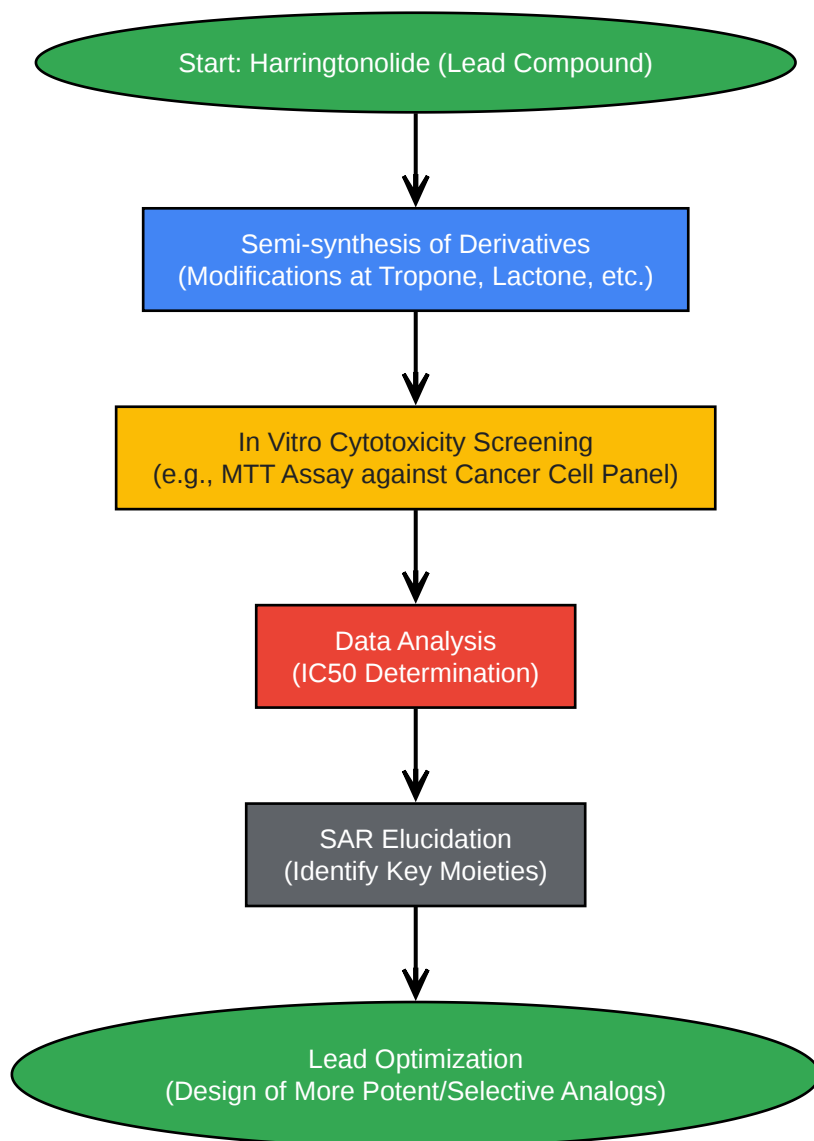 Start: Harringtonolide (Lead Compound)
Semi-synthesis of Derivatives
(Modifications at Tropone, Lactone, etc.)
In Vitro Cytotoxicity Screening
(e.g., MTT Assay against Cancer Cell Panel)
Data Analysis
(IC50 Determination)
SAR Elucidation
(Identify Key Moieties)
Lead Optimization
(Design of More Potent/Selective Analogs)